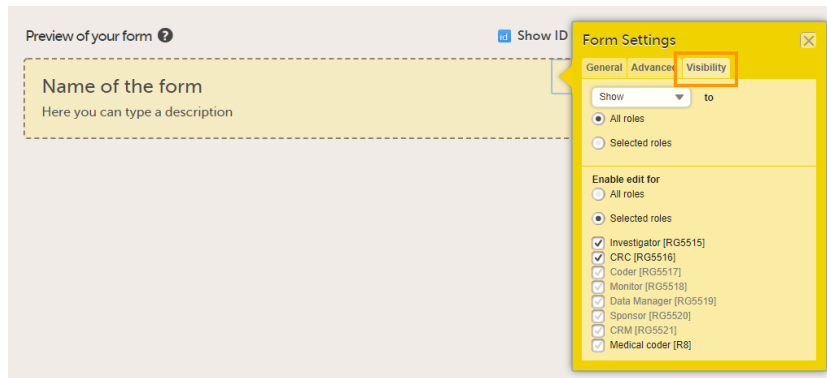 Preview of your form ?
id Show ID
Name of the form
Here you can type a description
Form Settings
General Advanced Visibility
Show to
All roles
Selected roles
Enable edit for
All roles
Selected roles
Investigator [RG5515]
CRC [RG5516]
Coder [RG5517]
Monitor [RG5518]
Data Manager [RG5519]
Sponsor [RG5520]
CRM [RG5521]
Medical coder [R8]